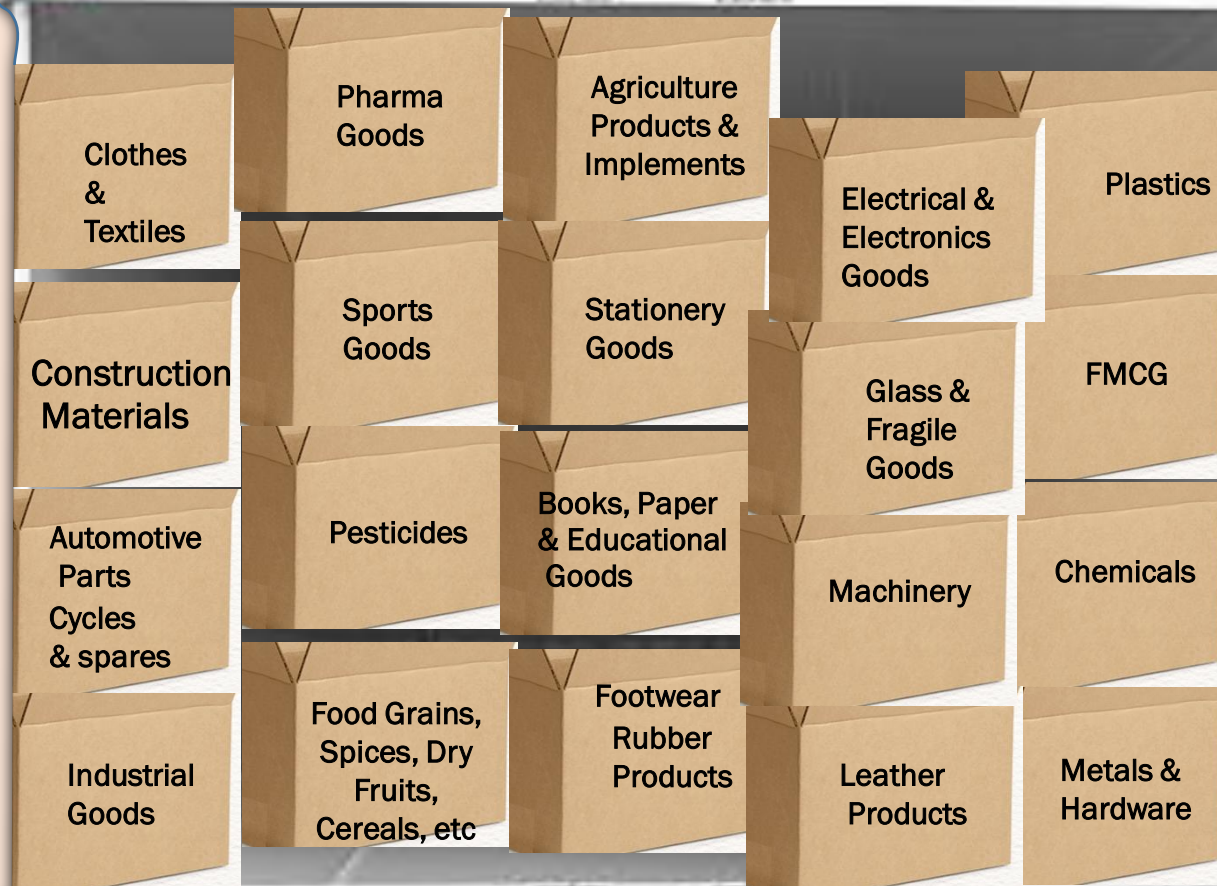 Clothes
&
Textiles
Construction
Materials
Automotive
Parts
Cycles
& spares
Industrial
Goods
Pharma
Goods
Sports
Goods
Pesticides
Food Grains,
Spices, Dry
Fruits,
Cereals, etc
Agriculture
Products &
Implements
Stationery
Goods
Books, Paper
& Educational
Goods
Footwear
Rubber
Products
Electrical &
Electronics
Goods
Glass &
Fragile
Goods
Machinery
Leather
Products
Plastics
FMCG
Chemicals
Metals &
Hardware